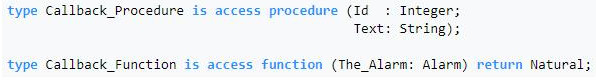 type Callback_Procedure is access procedure (Id  : Integer;
                                             Text: String);
type Callback_Function is access function (The_Alarm: Alarm) return Natural;